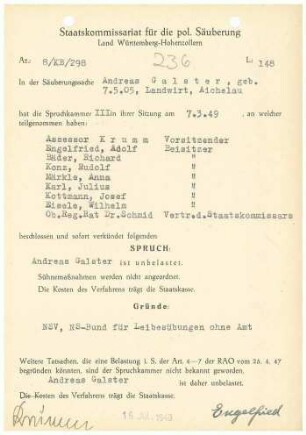 Staatskommissariat für die pol. Säuberung
Land Württemberg-Hohenzollern
Az: 8/KB/298 236 L 148
In der Säuberungssache Andreas Galster, geb.
7.5.05, Landwirt, Aichelau
hat die Spruchkammer III in ihrer Sitzung am 7.3.49, an welcher
teilgenommen haben:
Assessor Krumm Vorsitzender
Engelfried, Adolf Beisitzer
Bäder, Richard "
Konz, Rudolf "
Märkle, Anna "
Karl, Julius "
Kottmann, Josef "
Eisele, Wilhelm "
Ob.Reg.Rat Dr.Schmid Vertr.d.Staatskommissars
beschlossen und sofort verkündet folgenden
SPRUCH:
Andreas Galster ist unbelastet.
Sühnemaßnahmen werden nicht angeordnet.
Die Kosten des Verfahrens trägt die Staatskasse.
Gründe:
NSV, NS-Bund für Leibesübungen ohne Amt
Weitere Tatsachen, die eine Belastung i. S. der Art. 4–7 der RAO vom 26. 4. 47
begründen könnten, sind der Spruchkammer nicht bekannt geworden.
Andreas Galster ist daher unbelastet.
Die Kosten des Verfahrens trägt die Staatskasse.
Engelfried